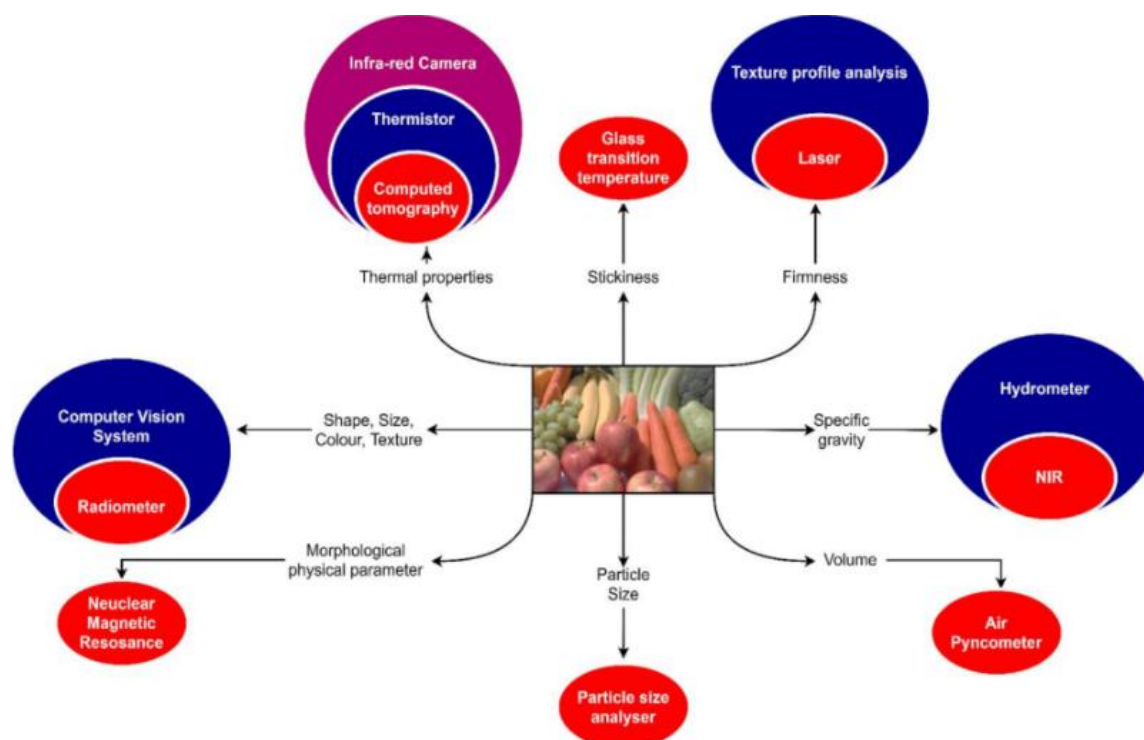 Infra-red Camera
Thermistor
Computed
tomography
Thermal properties
Glass
transition
temperature
Stickiness
Texture profile analysis
Laser
Firmness
Computer Vision
System
Radiometer
Shape, Size,
Colour, Texture
Specific
gravity
Hydrometer
NIR
Morphological
physical parameter
Neuclear
Magnetic
Resosance
Particle
Size
Particle size
analyser
Volume
Air
Pyncometer